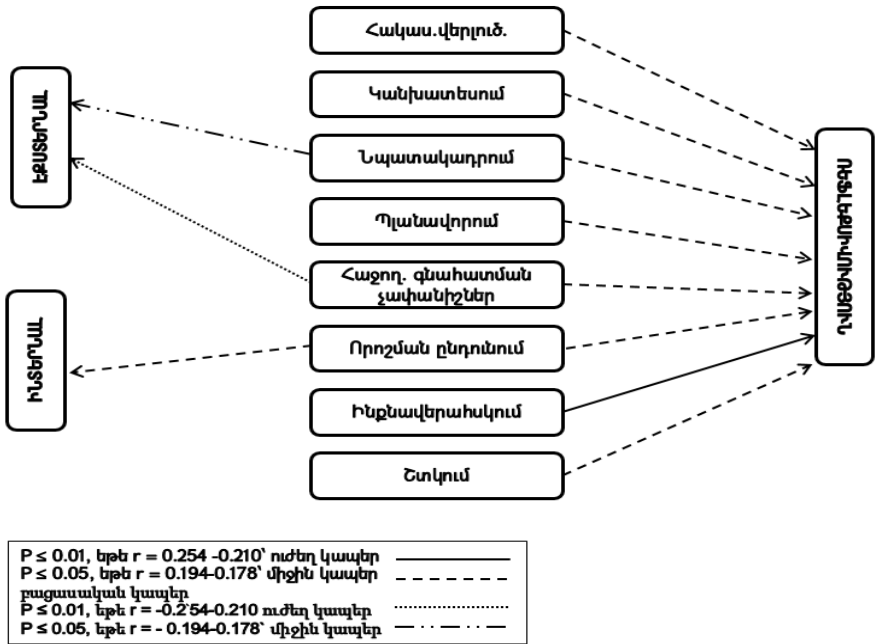 Հակաս.վերլուծ.
Կանխատեսում
ԷՔՍՏԵՐՆԱԼ
Նպատակադրում
Պլանավորում
Հաջող. գնահատման
չափանիշներ
ԻՆՏԵՐՆԱԼ
Որոշման ընդունում
Ինքնավերահսկում
Շտկում
P ≤ 0.01, եթե r = 0.254 -0.210՝ ուժեղ կապեր
P ≤ 0.05, եթե r = 0.194-0.178՝ միջին կապեր
բացասական կապեր
P ≤ 0.01, եթե r = -0.2՝54-0.210 ուժեղ կապեր
P ≤ 0.05, եթե r = - 0.194-0.178՝ միջին կապեր